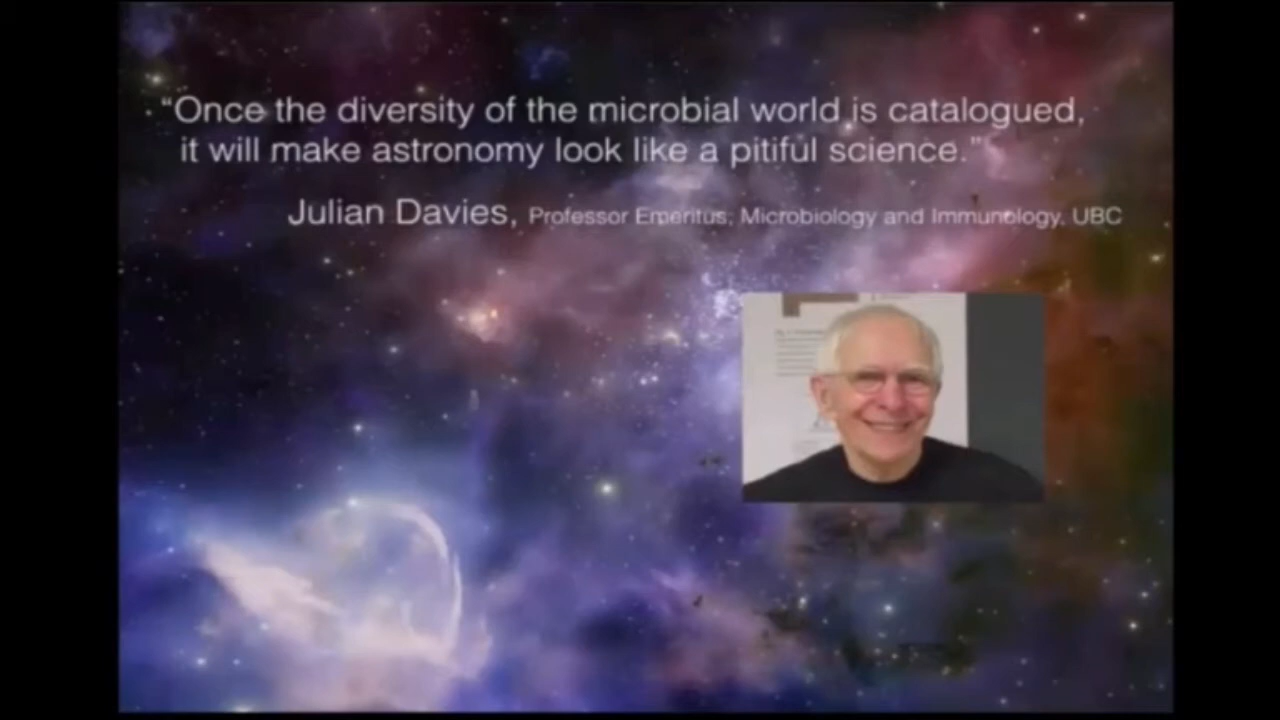 “Once the diversity of the microbial world is catalogued,
it will make astronomy look like a pitiful science.”
Julian Davies, Professor Emeritus, Microbiology and Immunology, UBC